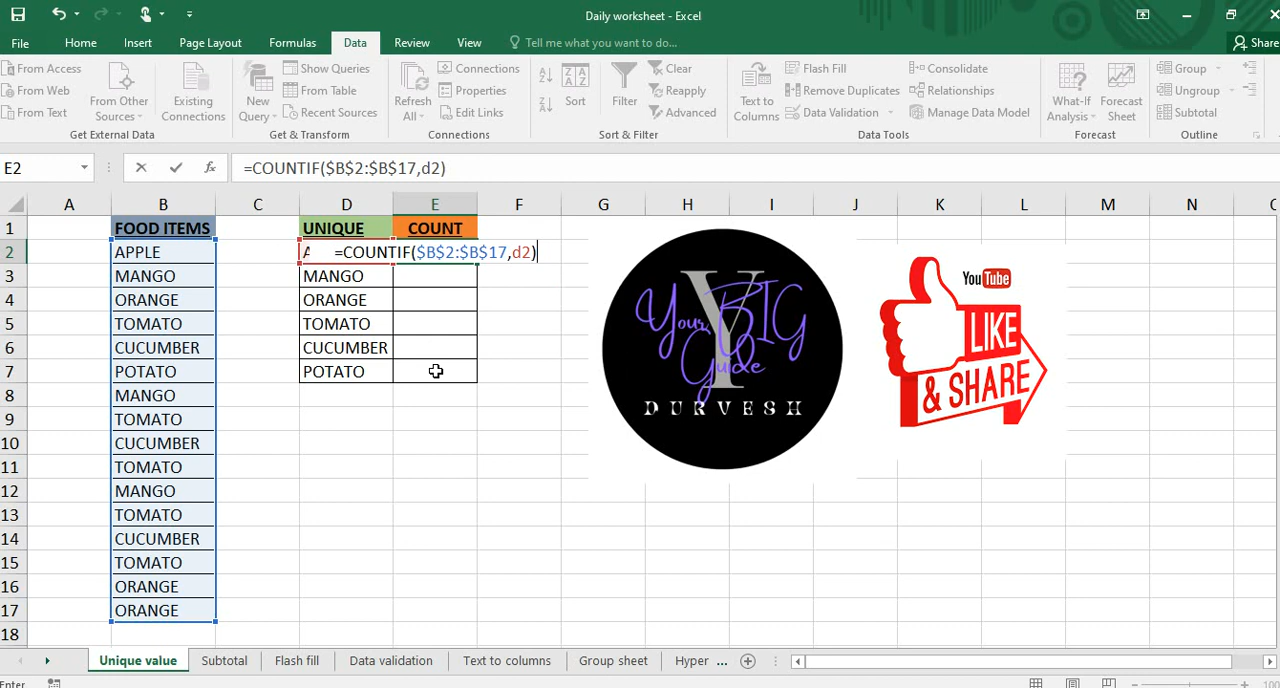 Daily worksheet - Excel
File Home Insert Page Layout Formulas Data Review View Tell me what you want to do... Share
From Access
From Web
From Text
From Other Sources
Existing Connections
Get External Data
New Query
Show Queries
From Table
Recent Sources
Get & Transform
Refresh All
Connections
Properties
Edit Links
Connections
Sort
Filter
Clear
Reapply
Advanced
Sort & Filter
Text to Columns
Flash Fill
Remove Duplicates
Data Validation
Consolidate
Relationships
Manage Data Model
Data Tools
What-If Analysis
Forecast Sheet
Forecast
Group
Ungroup
Subtotal
Outline
E2 fx =COUNTIF($B$2:$B$17,d2)
A B C D E F G H I J K L M N
1 FOOD ITEMS UNIQUE COUNT
2 APPLE A =COUNTIF($B$2:$B$17,d2)
3 MANGO MANGO
4 ORANGE ORANGE
5 TOMATO TOMATO
6 CUCUMBER CUCUMBER
7 POTATO POTATO
8 MANGO
9 TOMATO
10 CUCUMBER
11 TOMATO
12 MANGO
13 TOMATO
14 CUCUMBER
15 TOMATO
16 ORANGE
17 ORANGE
18
Y
Your BIG
Guide
DURVESH
YouTube
LIKE
& SHARE
Unique value Subtotal Flash fill Data validation Text to columns Group sheet Hyper ...
Enter 100